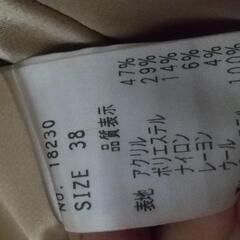 NO. 18230
SIZE 38
品質表示
表地 アクリル 47%
ポリエステル 29%
ナイロン 14%
レーヨン 6%
ウール 4%
100%